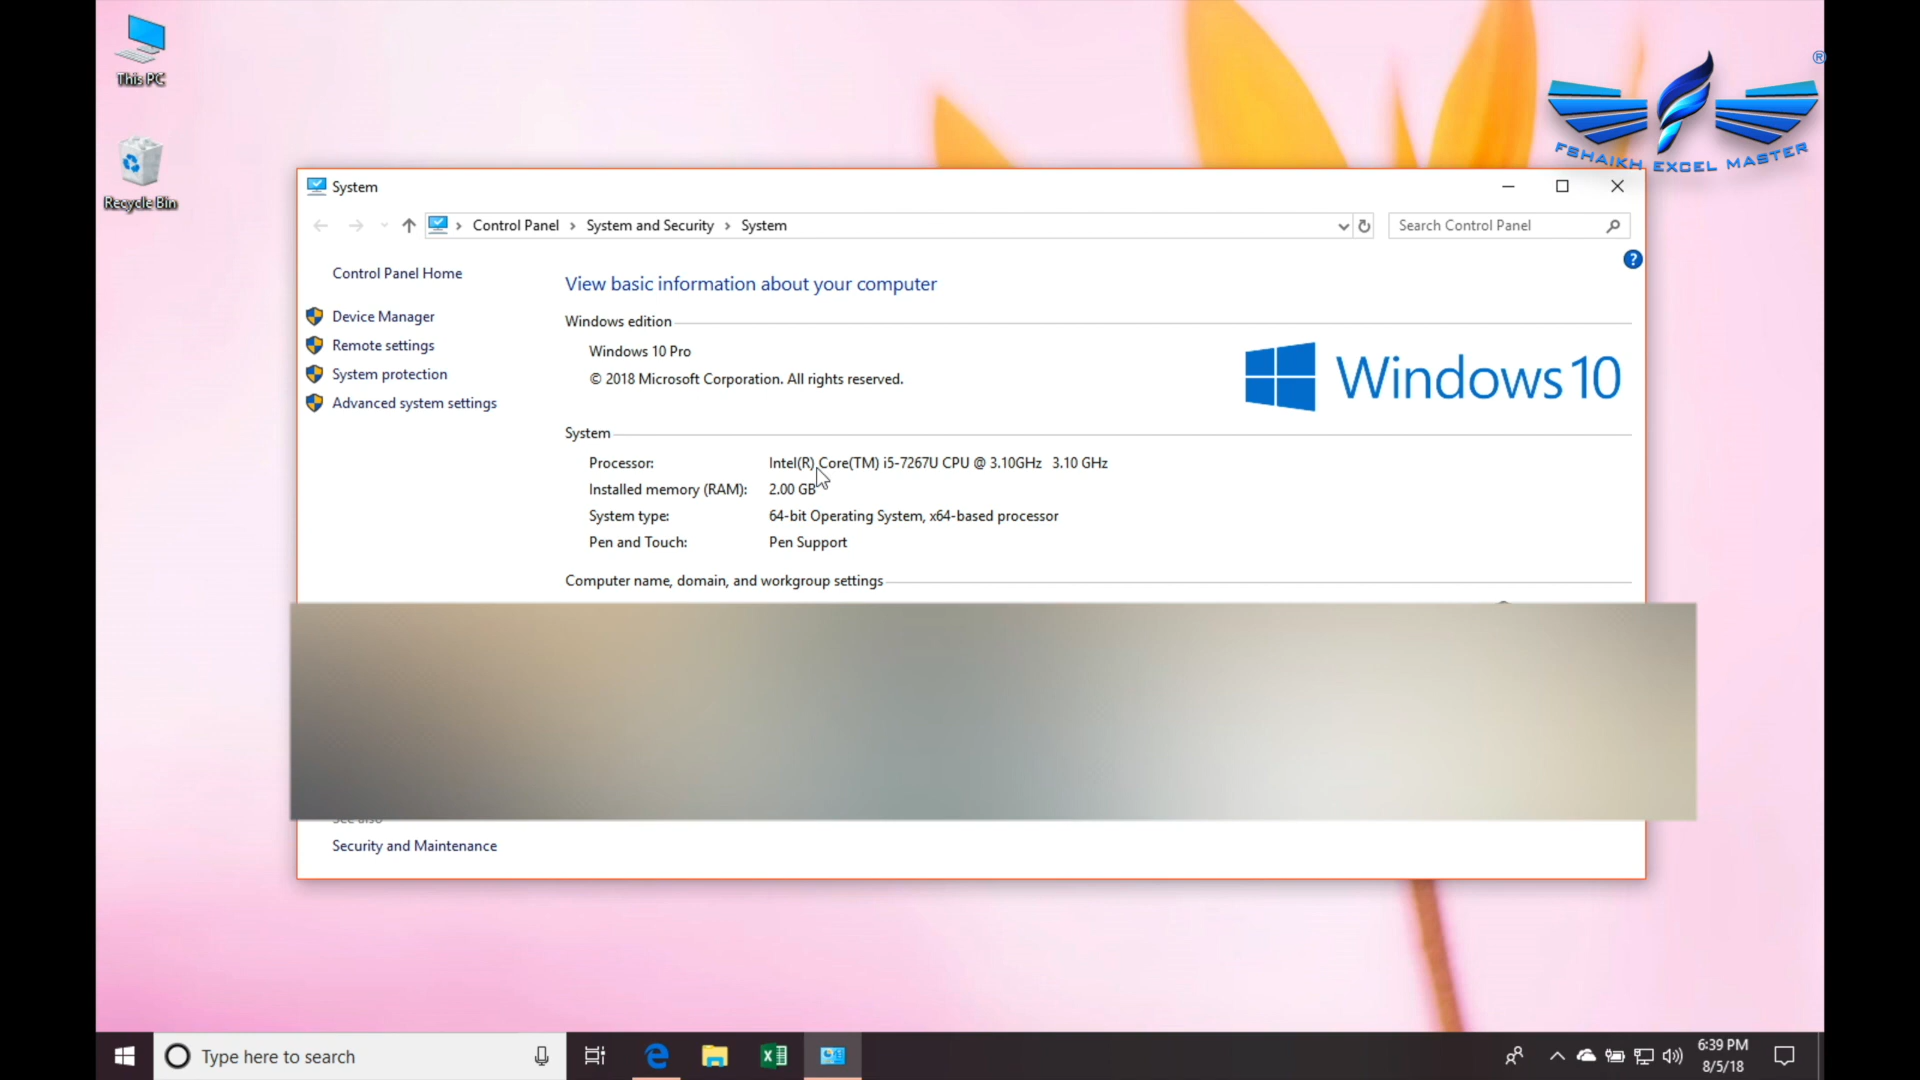 This PC
Recycle Bin
®
FSHAIKH EXCEL MASTER
System
Control Panel > System and Security > System
Search Control Panel
?
Control Panel Home
Device Manager
Remote settings
System protection
Advanced system settings
View basic information about your computer
Windows edition
Windows 10 Pro
© 2018 Microsoft Corporation. All rights reserved.
Windows 10
System
Processor: Intel(R) Core(TM) i5-7267U CPU @ 3.10GHz 3.10 GHz
Installed memory (RAM): 2.00 GB
System type: 64-bit Operating System, x64-based processor
Pen and Touch: Pen Support
Computer name, domain, and workgroup settings
See also
Security and Maintenance
Type here to search
6:39 PM
8/5/18